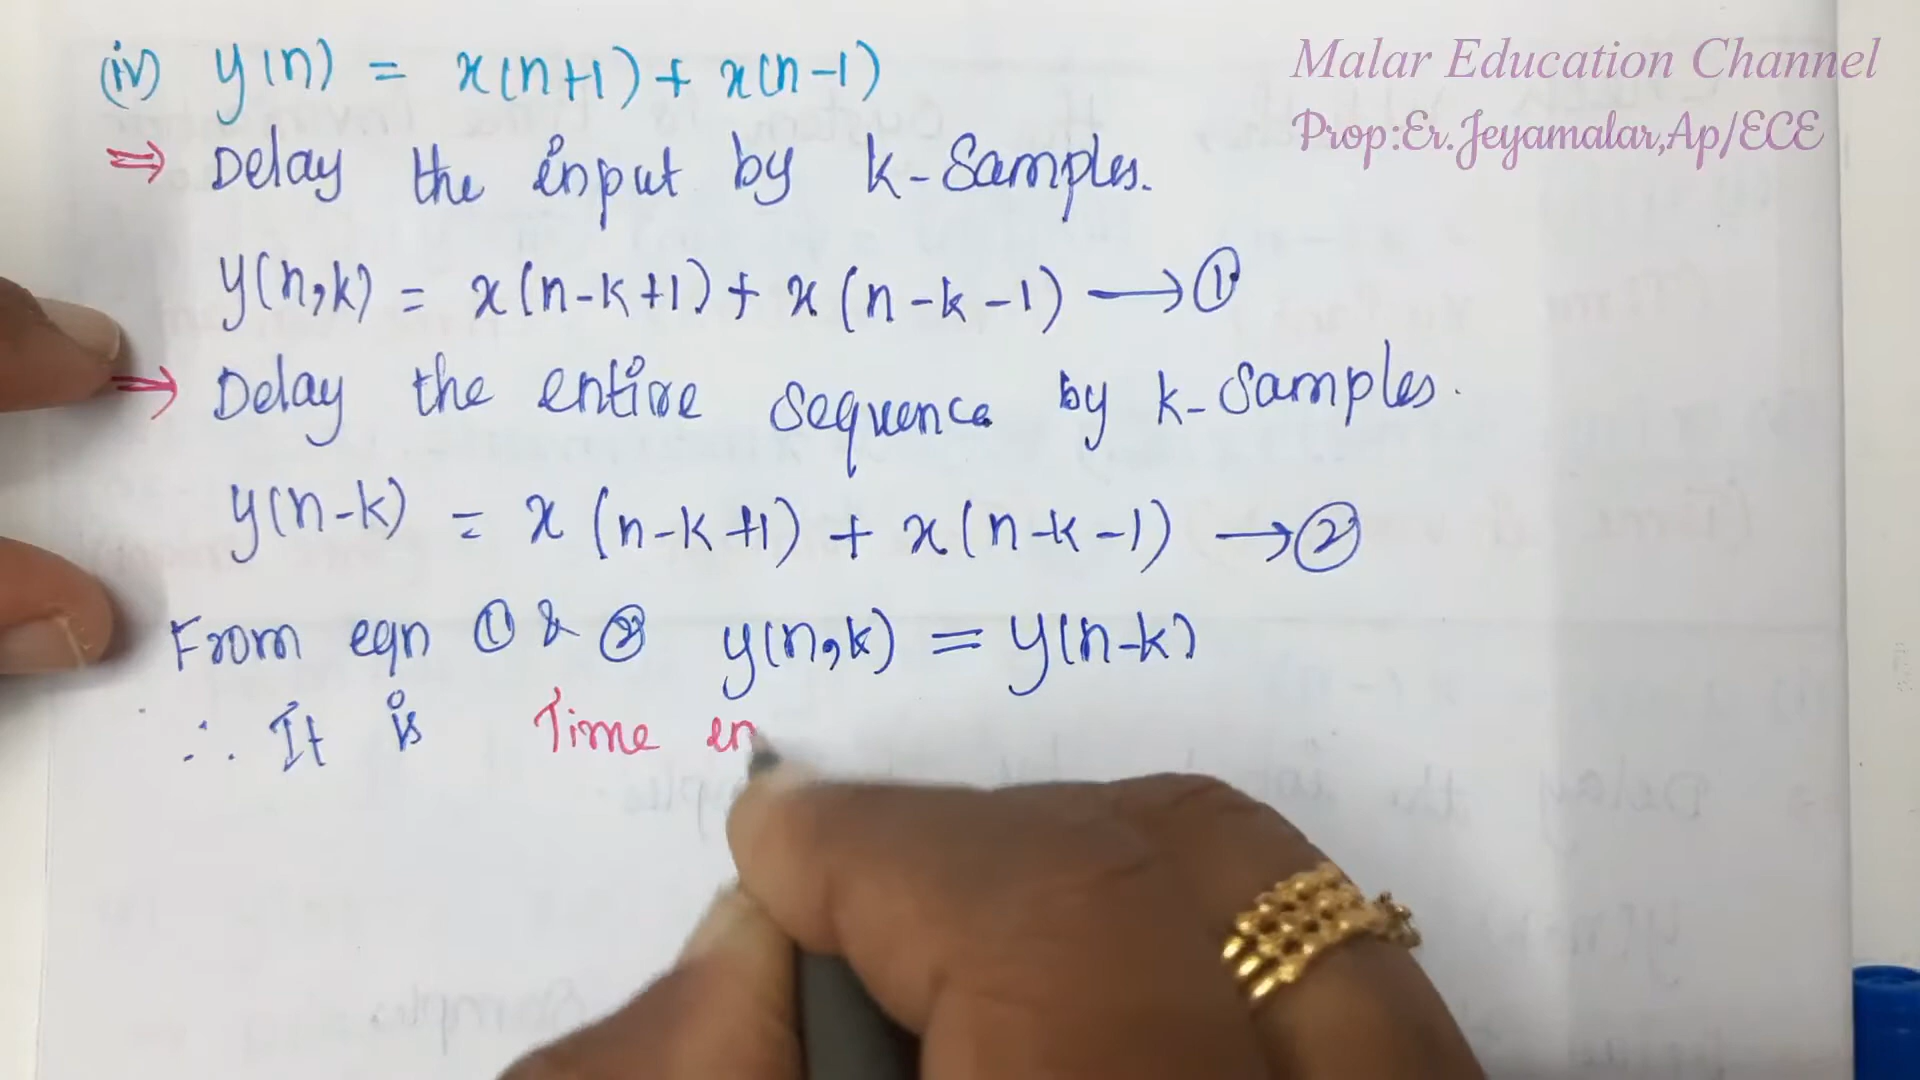 (iv) y(n) = x(n+1) + x(n-1)
Malar Education Channel
Prop:Er.Jeyamalar,Ap/ECE
⇒ Delay the input by k-Samples.
y(n,k) = x(n-k+1) + x(n-k-1) → ①
⇒ Delay the entire sequence by k-samples.
y(n-k) = x(n-k+1) + x(n-k-1) → ②
From eqn ① & ② y(n,k) = y(n-k)
∴ It is Time in